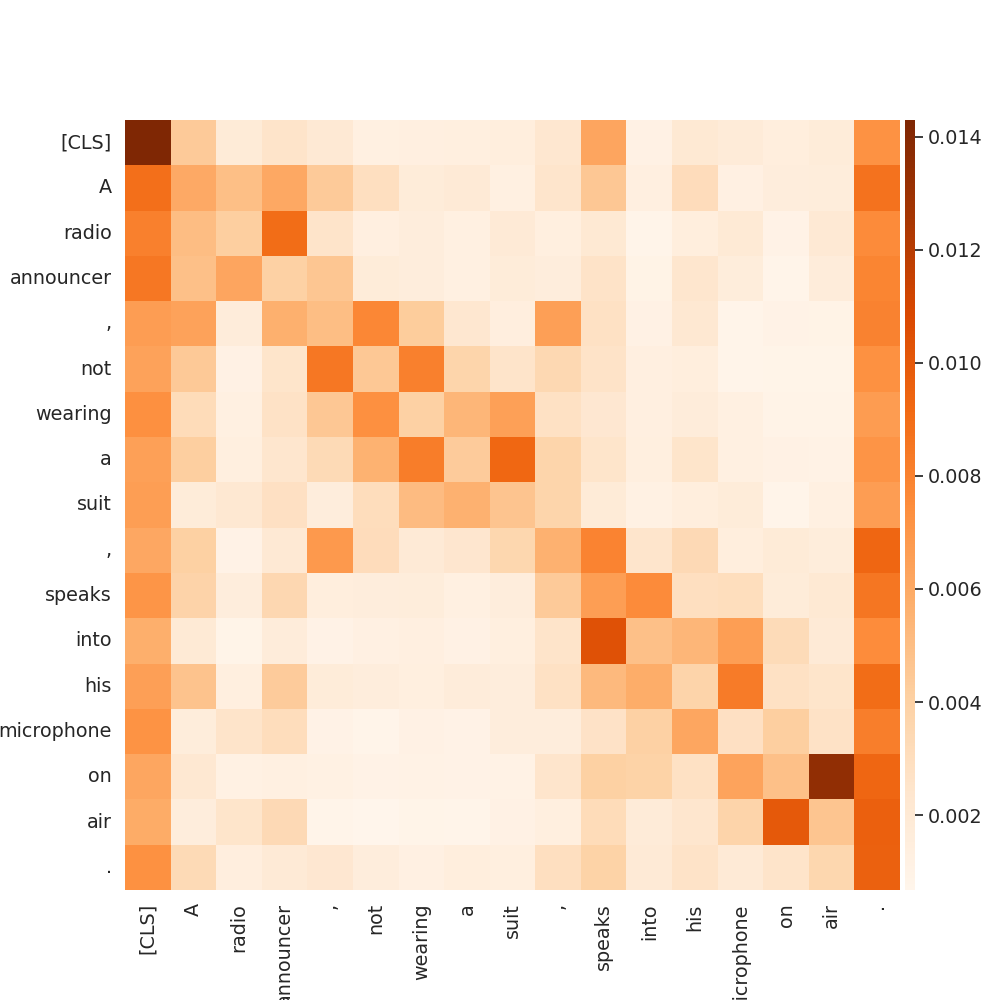 [CLS]
A
radio
announcer
,
not
wearing
a
suit
,
speaks
into
his
microphone
on
air
.
0.014
0.012
0.010
0.008
0.006
0.004
0.002
[CLS]
A
radio
announcer
,
not
wearing
a
suit
,
speaks
into
his
icrophone
on
air
.